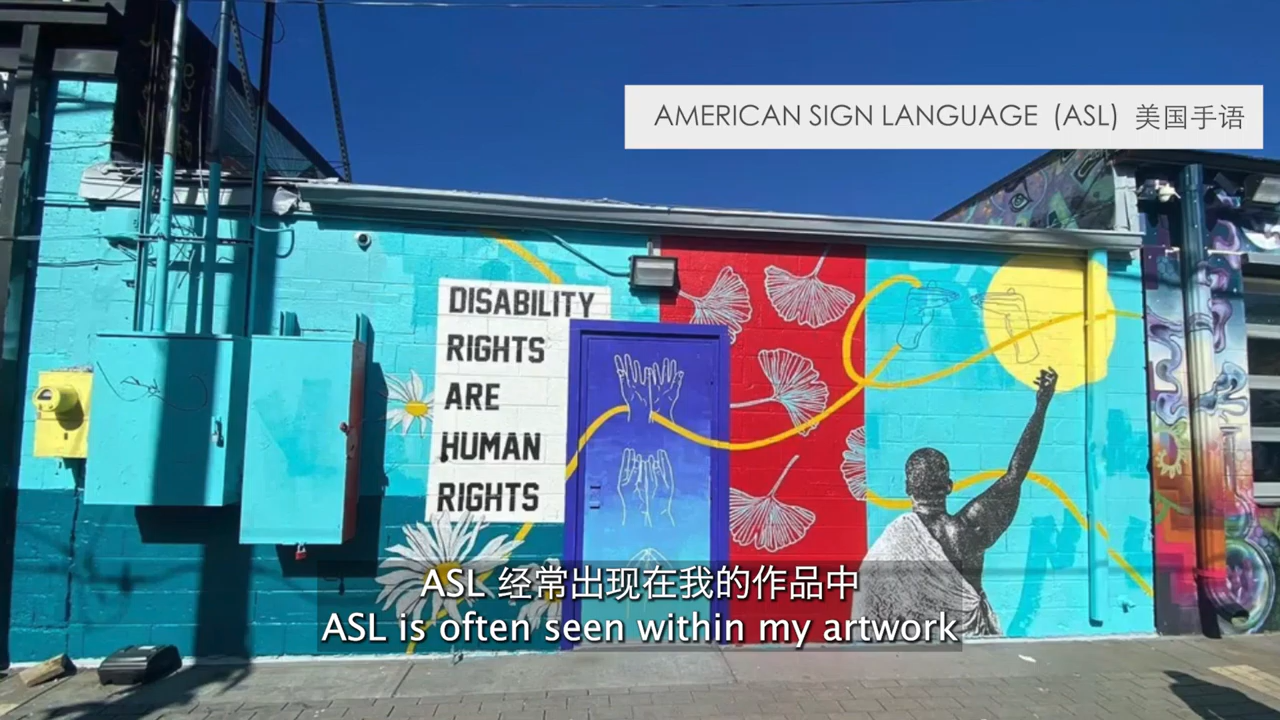 AMERICAN SIGN LANGUAGE (ASL) 美国手语
DISABILITY
RIGHTS
ARE
HUMAN
RIGHTS
ASL 经常出现在我的作品中
ASL is often seen within my artwork